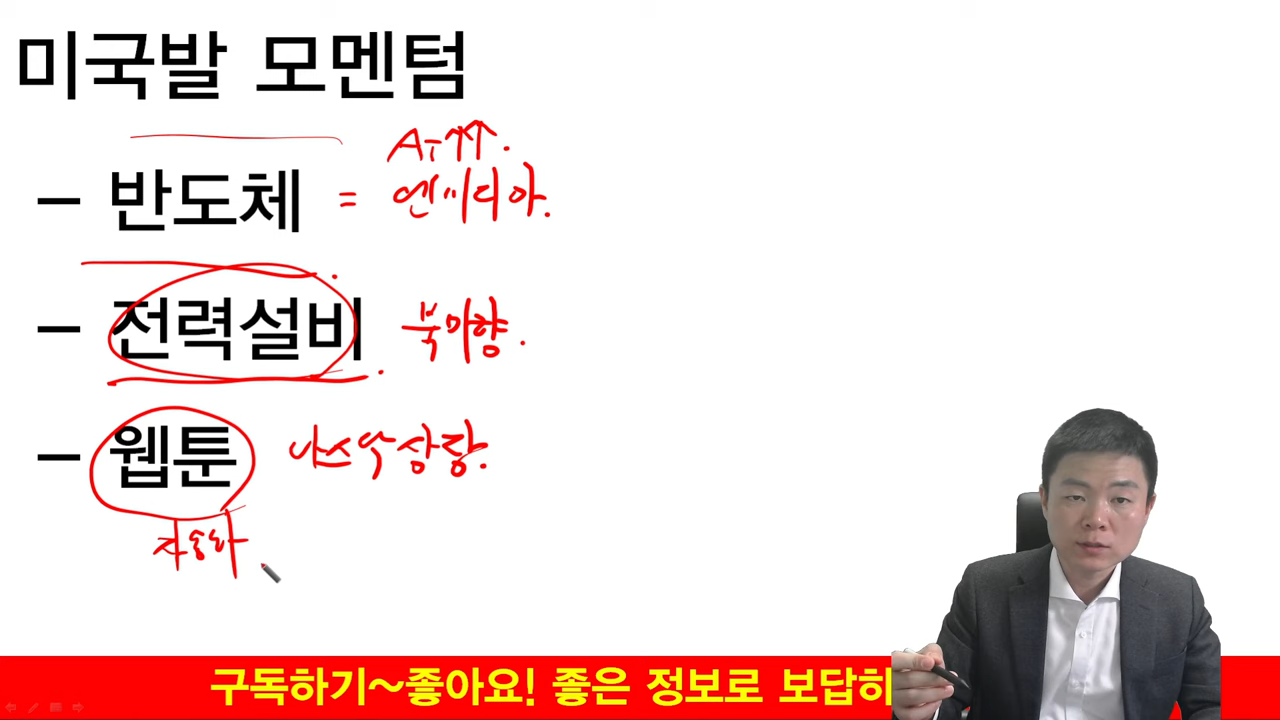 미국발 모멘텀
AI↑↑.
- 반도체 = 엔비디아.
- 전력설비 북미향.
- 웹툰 나스닥상장.
구독하기~좋아요! 좋은 정보로 보답하